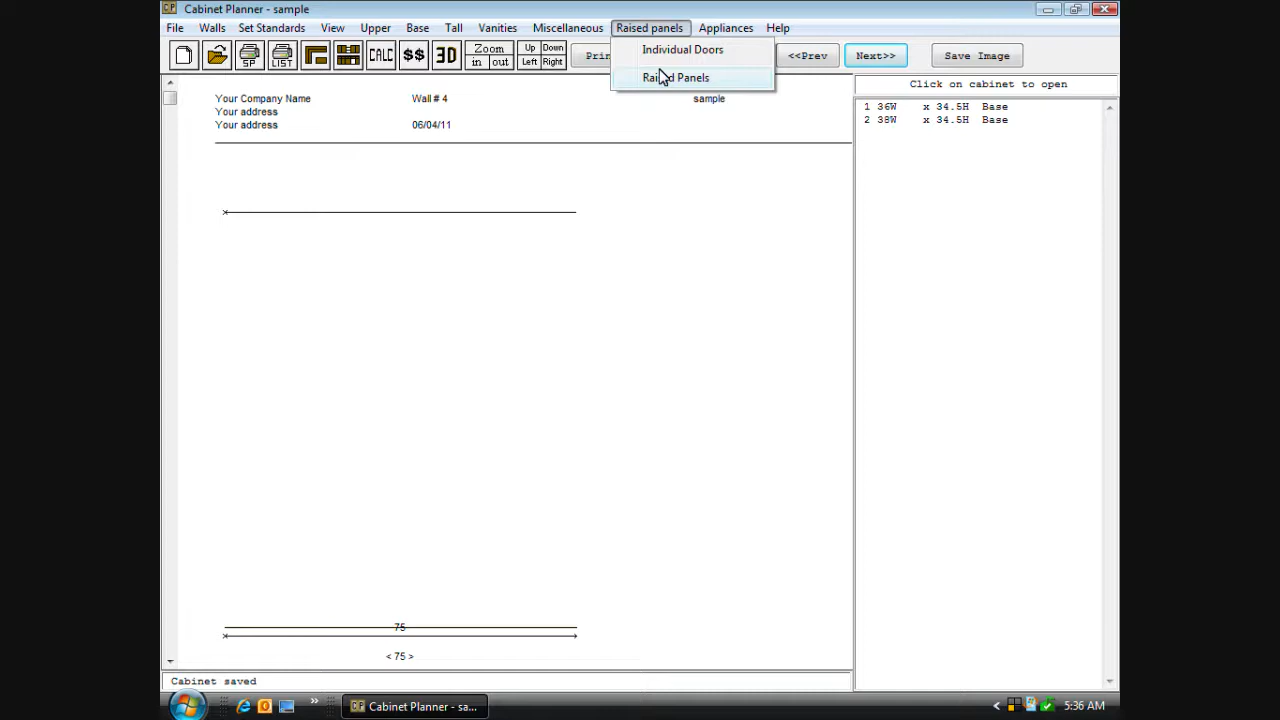 Cabinet Planner - sample
File Walls Set Standards View Upper Base Tall Vanities Miscellaneous Raised panels Appliances Help
SP LIST CALC $$ 3D Zoom in out Up Down Left Right <<Prev Next>> Save Image
Individual Doors
Panels
Click on cabinet to open
Your Company Name Wall # 4 sample
Your address
Your address 06/04/11
1 36W x 34.5H Base
2 38W x 34.5H Base
75
< 75 >
Cabinet saved
Cabinet Planner - sa...
5:36 AM